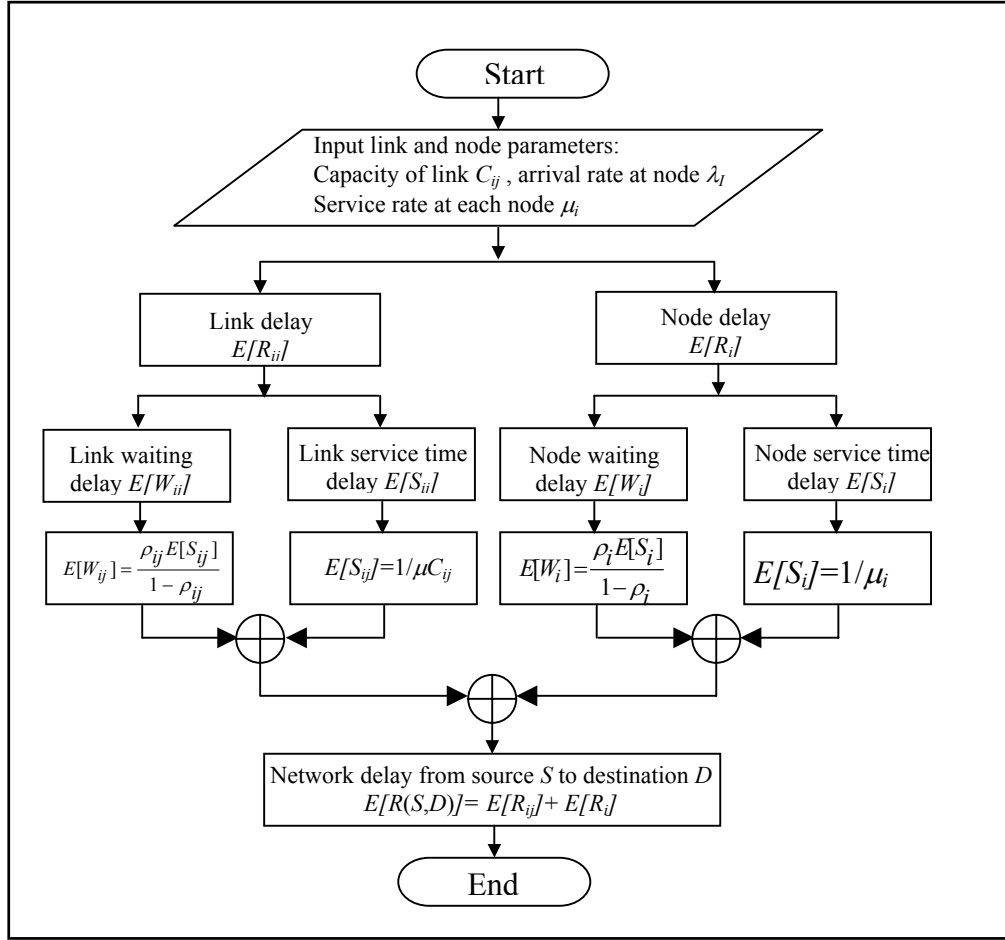 Start
Input link and node parameters:
Capacity of link C_ij , arrival rate at node λ_I
Service rate at each node μ_i
Link delay
E[R_ii]
Node delay
E[R_i]
Link waiting
delay E[W_ii]
Link service time
delay E[S_ii]
Node waiting
delay E[W_i]
Node service time
delay E[S_i]
E[W_ij] = ρ_ij E[S_ij] / 1 − ρ_ij
E[S_ij]=1/μC_ij
E[W_i] = ρ_i E[S_i] / 1 − ρ_i
E[S_i]=1/μ_i
Network delay from source S to destination D
E[R(S,D)]= E[R_ij]+ E[R_i]
End